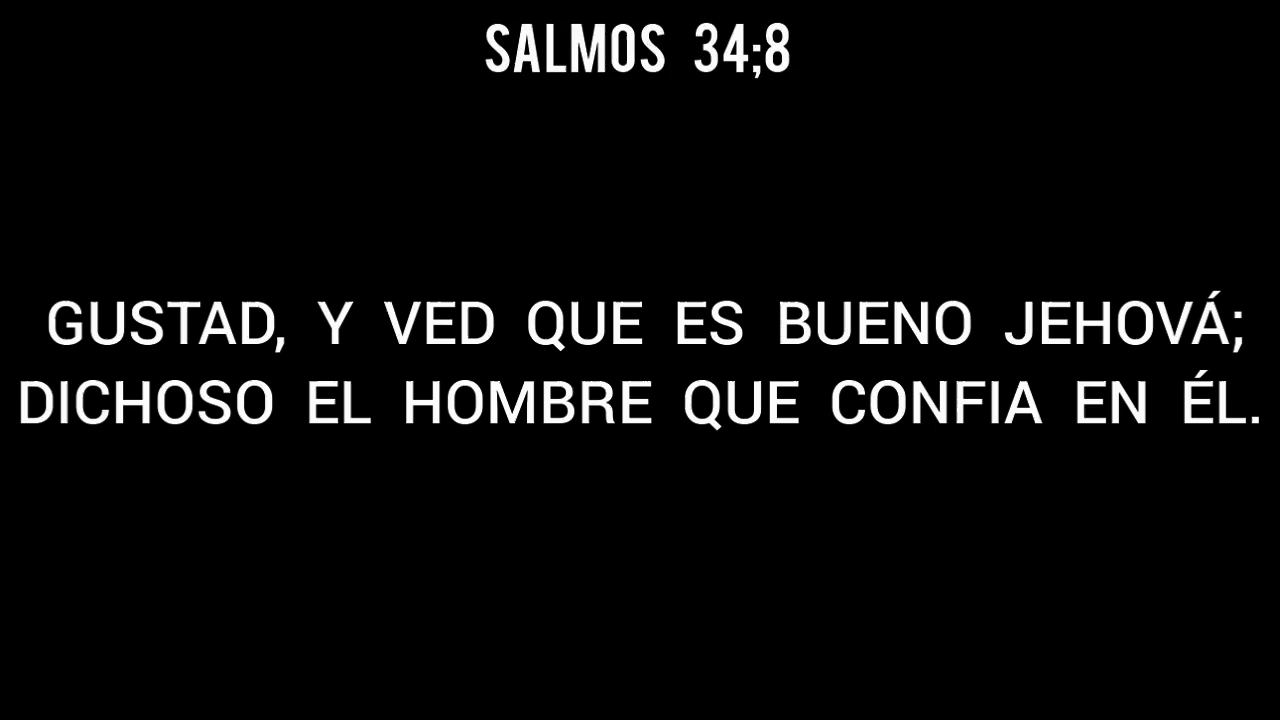 SALMOS 34;8
GUSTAD, Y VED QUE ES BUENO JEHOVÁ;
DICHOSO EL HOMBRE QUE CONFIA EN ÉL.